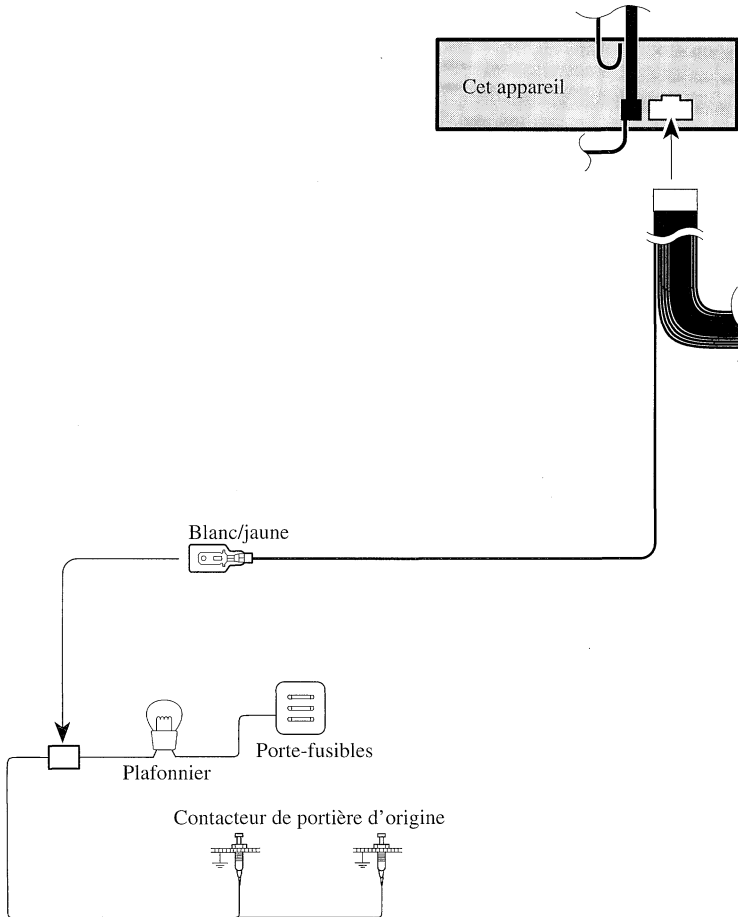 Cet appareil
Blanc/jaune
Porte-fusibles
Plafonnier
Contacteur de portière d'origine